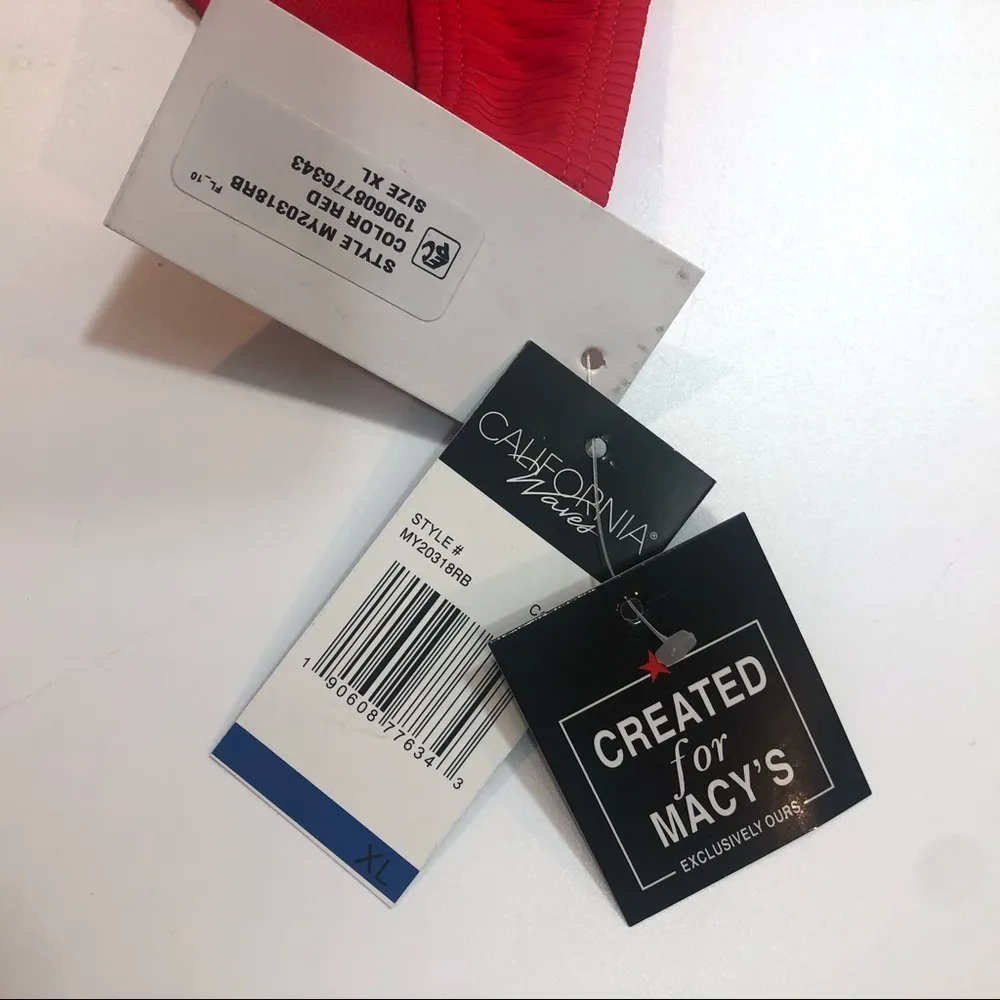 STYLE MY20318RB
FL_10
COLOR RED
190608776343
SIZE XL
CALIFORNIA®
Waves
STYLE #
MY20318RB
C
1 90608 77634 3
XL
CREATED
for
MACY'S
EXCLUSIVELY OURS